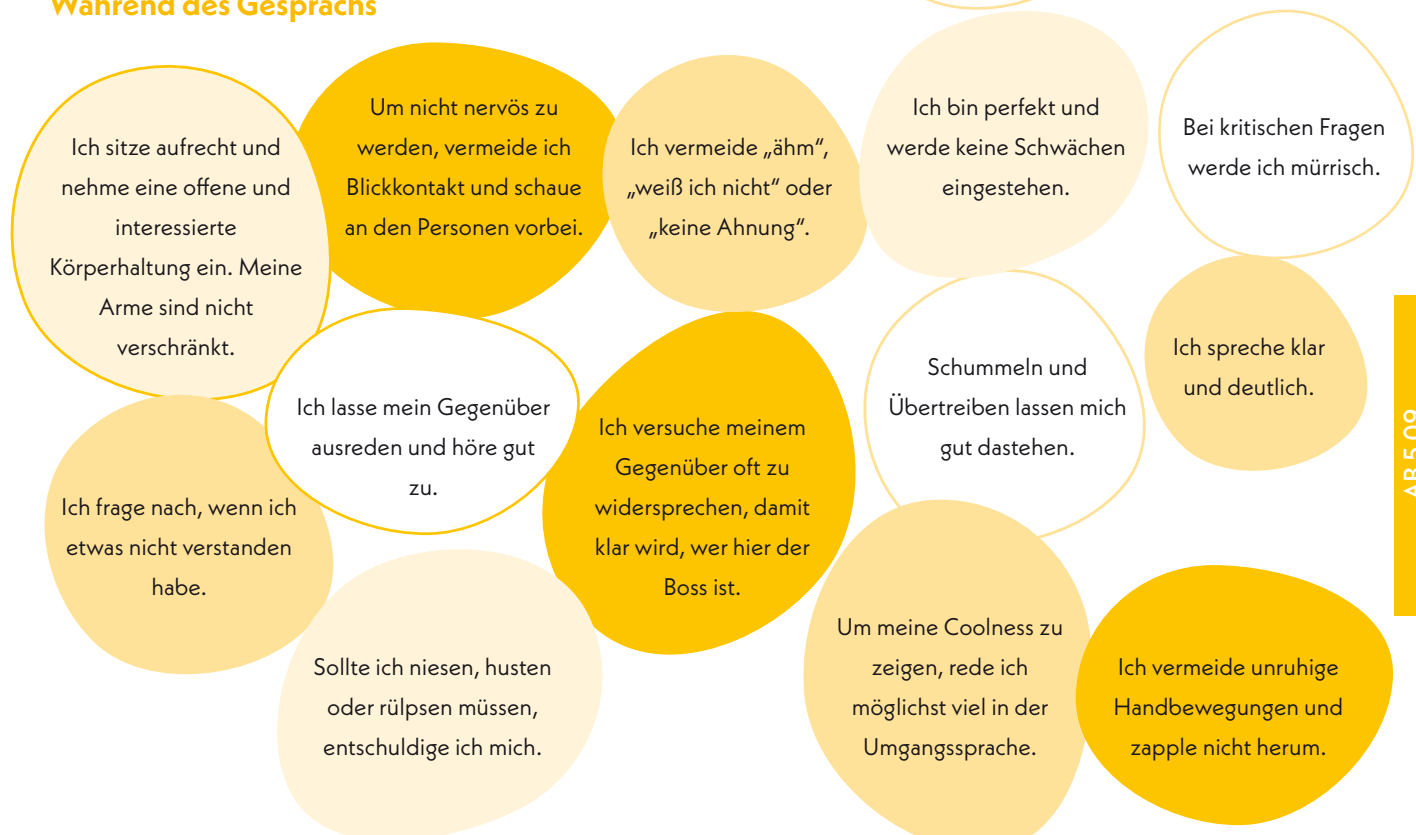 Während des Gesprächs
Ich sitze aufrecht und
nehme eine offene und
interessierte
Körperhaltung ein. Meine
Arme sind nicht
verschränkt.
Um nicht nervös zu
werden, vermeide ich
Blickkontakt und schaue
an den Personen vorbei.
Ich vermeide „ähm“,
„weiß ich nicht“ oder
„keine Ahnung“.
Ich bin perfekt und
werde keine Schwächen
eingestehen.
Bei kritischen Fragen
werde ich mürrisch.
Ich lasse mein Gegenüber
ausreden und höre gut
zu.
Ich versuche meinem
Gegenüber oft zu
widersprechen, damit
klar wird, wer hier der
Boss ist.
Schummeln und
Übertreiben lassen mich
gut dastehen.
Ich spreche klar
und deutlich.
Ich frage nach, wenn ich
etwas nicht verstanden
habe.
Sollte ich niesen, husten
oder rülpsen müssen,
entschuldige ich mich.
Um meine Coolness zu
zeigen, rede ich
möglichst viel in der
Umgangssprache.
Ich vermeide unruhige
Handbewegungen und
zapple nicht herum.
AB 5.09